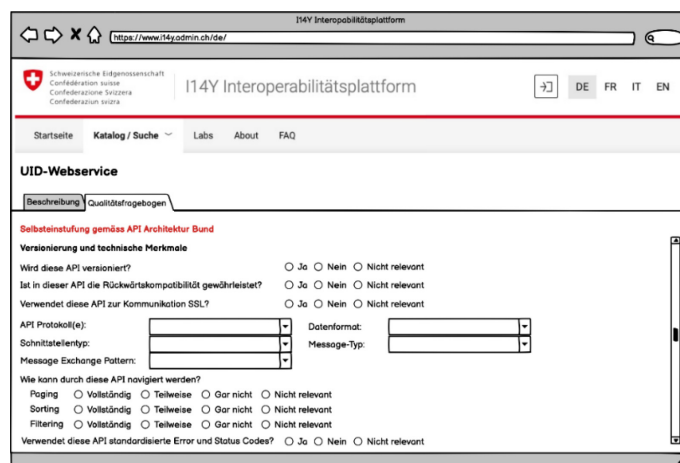 I14Y Interopabilitätsplattform
https://www.i14y.admin.ch/de/
Schweizerische Eidgenossenschaft
Confédération suisse
Confederazione Svizzera
Confederaziun svizra
I14Y Interoperabilitätsplattform
DE FR IT EN
Startseite Katalog / Suche Labs About FAQ
UID-Webservice
Beschreibung Qualitätsfragebogen
Selbsteinstufung gemäss API Architektur Bund
Versionierung und technische Merkmale
Wird diese API versioniert? Ja Nein Nicht relevant
Ist in dieser API die Rückwärtskompatibilität gewährleistet? Ja Nein Nicht relevant
Verwendet diese API zur Kommunikation SSL? Ja Nein Nicht relevant
API Protokoll(e): Datenformat:
Schnittstellentyp: Message-Typ:
Message Exchange Pattern:
Wie kann durch diese API navigiert werden?
Paging Vollständig Teilweise Gar nicht Nicht relevant
Sorting Vollständig Teilweise Gar nicht Nicht relevant
Filtering Vollständig Teilweise Gar nicht Nicht relevant
Verwendet diese API standardisierte Error und Status Codes? Ja Nein Nicht relevant